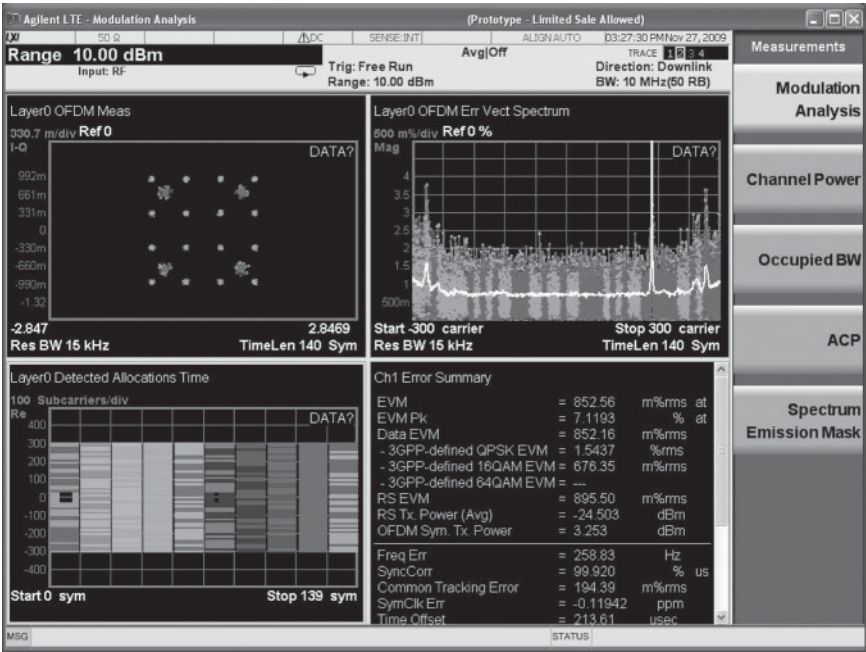 Agilent LTE - Modulation Analysis (Prototype - Limited Sale Allowed)
LXI 50 Ω DC SENSE:INT ALIGN AUTO 03:27:30 PM Nov 27, 2009
Range 10.00 dBm
Input: RF
Trig: Free Run
Range: 10.00 dBm
Avg|Off
TRACE 1 2 3 4
Direction: Downlink
BW: 10 MHz(50 RB)
Measurements
Modulation Analysis
Channel Power
Occupied BW
ACP
Spectrum Emission Mask
Layer0 OFDM Meas
330.7 m/div Ref 0
I-Q
DATA?
992m
661m
331m
0
-330m
-660m
-990m
-1.32
-2.847 2.8469
Res BW 15 kHz TimeLen 140 Sym
Layer0 OFDM Err Vect Spectrum
500 m%/div Ref 0 %
Mag
DATA?
4
3.5
3
2.5
2
1.5
500m
Start -300 carrier Stop 300 carrier
Res BW 15 kHz TimeLen 140 Sym
Layer0 Detected Allocations Time
100 Subcarriers/div
Re
DATA?
400
300
200
100
0
-100
-200
-300
-400
Start 0 sym Stop 139 sym
Ch1 Error Summary
EVM = 852.56 m%rms at
EVM Pk = 7.1193 % at
Data EVM = 852.16 m%rms
- 3GPP-defined QPSK EVM = 1.5437 %rms
- 3GPP-defined 16QAM EVM = 676.35 m%rms
- 3GPP-defined 64QAM EVM = ---
RS EVM = 895.50 m%rms
RS Tx. Power (Avg) = -24.503 dBm
OFDM Sym. Tx. Power = 3.253 dBm
Freq Err = 258.83 Hz
SyncCorr = 99.920 % us
Common Tracking Error = 194.39 m%rms
SymClk Err = -0.11942 ppm
Time Offset = 213.61 usec
MSG STATUS